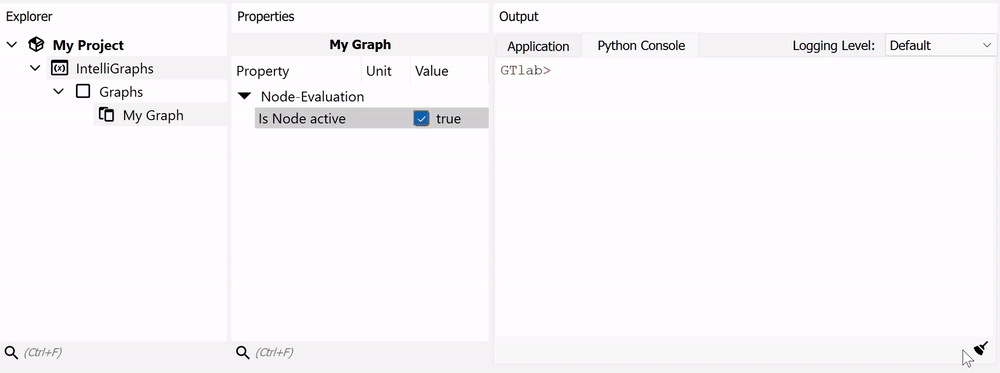 Explorer
My Project
IntelliGraphs
Graphs
My Graph
(Ctrl+F)
Properties
My Graph
Property Unit Value
Node-Evaluation
Is Node active true
(Ctrl+F)
Output
Application Python Console Logging Level: Default
GTlab>